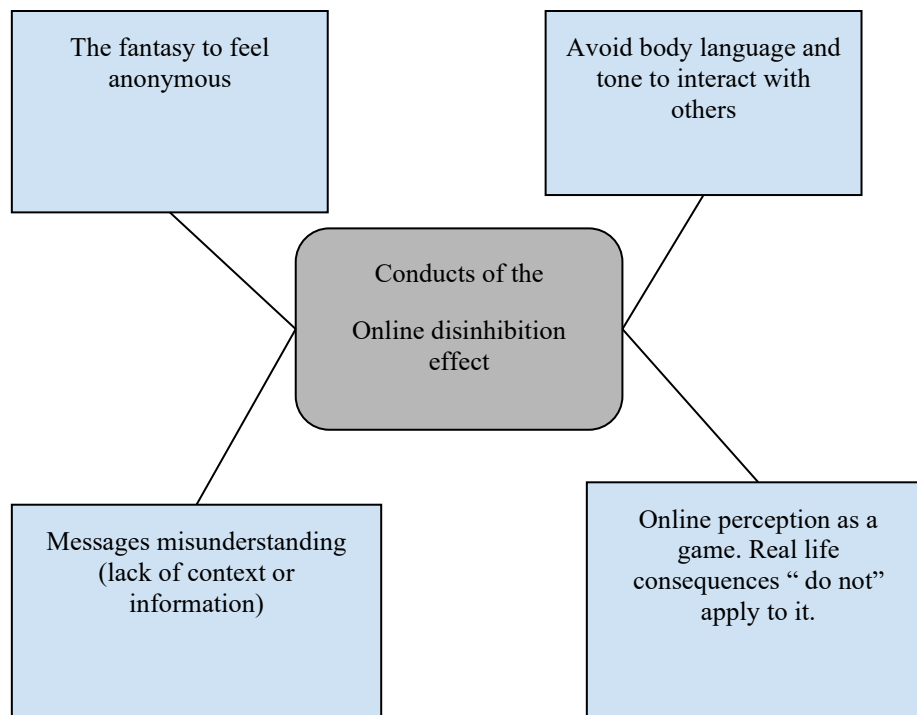 The fantasy to feel
anonymous
Avoid body language and
tone to interact with
others
Conducts of the
Online disinhibition
effect
Messages misunderstanding
(lack of context or
information)
Online perception as a
game. Real life
consequences “ do not”
apply to it.